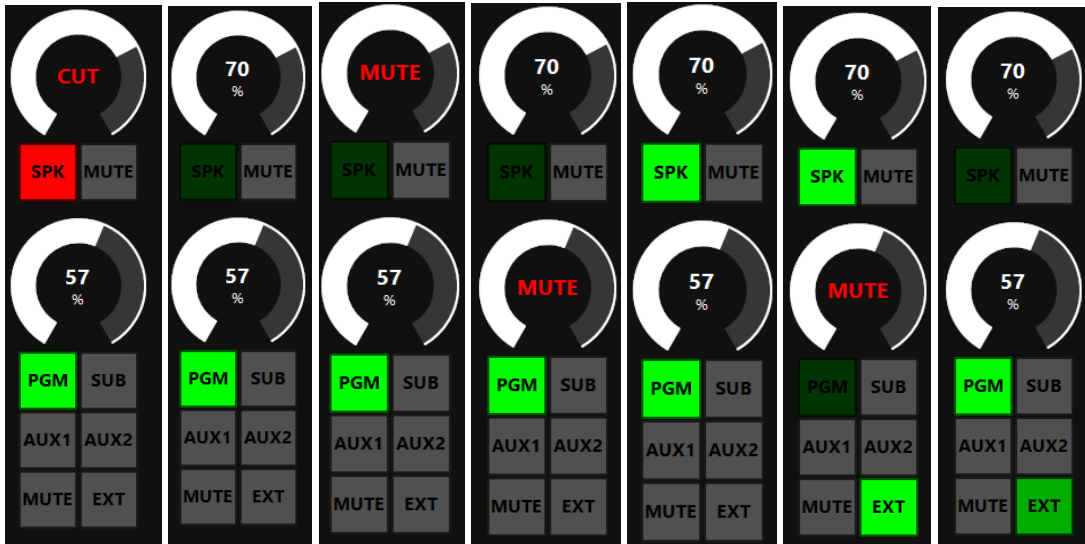 CUT
SPK MUTE
57
%
PGM SUB
AUX1 AUX2
MUTE EXT
70
%
SPK MUTE
57
%
PGM SUB
AUX1 AUX2
MUTE EXT
MUTE
SPK MUTE
57
%
PGM SUB
AUX1 AUX2
MUTE EXT
70
%
SPK MUTE
MUTE
PGM SUB
AUX1 AUX2
MUTE EXT
70
%
SPK MUTE
57
%
PGM SUB
AUX1 AUX2
MUTE EXT
70
%
SPK MUTE
MUTE
PGM SUB
AUX1 AUX2
MUTE EXT
70
%
SPK MUTE
57
%
PGM SUB
AUX1 AUX2
MUTE EXT